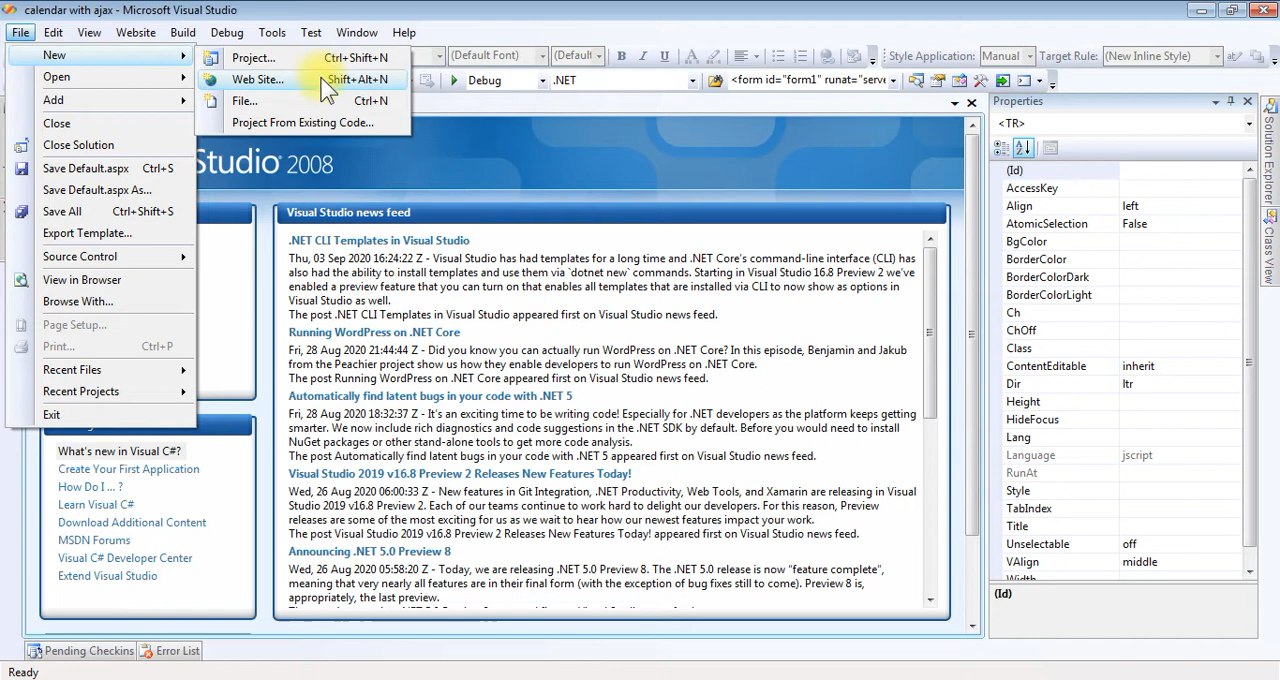 calendar with ajax - Microsoft Visual Studio
File Edit View Website Build Debug Tools Test Window Help
New
Open
Add
Close
Close Solution
Save Default.aspx Ctrl+S
Save Default.aspx As...
Save All Ctrl+Shift+S
Export Template...
Source Control
View in Browser
Browse With...
Page Setup...
Print... Ctrl+P
Recent Files
Recent Projects
Exit
Project... Ctrl+Shift+N
Web Site... Shift+Alt+N
File... Ctrl+N
Project From Existing Code...
(Default Font) (Default B I U A Style Application: Manual Target Rule: (New Inline Style)
Debug .NET <form id="form1" runat="serve
Studio 2008
What's new in Visual C#?
Create Your First Application
How Do I ... ?
Learn Visual C#
Download Additional Content
MSDN Forums
Visual C# Developer Center
Extend Visual Studio
Visual Studio news feed
.NET CLI Templates in Visual Studio
Thu, 03 Sep 2020 16:24:22 Z - Visual Studio has had templates for a long time and .NET Core's command-line interface (CLI) has
also had the ability to install templates and use them via `dotnet new` commands. Starting in Visual Studio 16.8 Preview 2 we've
enabled a preview feature that you can turn on that enables all templates that are installed via CLI to now show as options in
Visual Studio as well.
The post .NET CLI Templates in Visual Studio appeared first on Visual Studio news feed.
Running WordPress on .NET Core
Fri, 28 Aug 2020 21:44:44 Z - Did you know you can actually run WordPress on .NET Core? In this episode, Benjamin and Jakub
from the Peachier project show us how they enable developers to run WordPress on .NET Core.
The post Running WordPress on .NET Core appeared first on Visual Studio news feed.
Automatically find latent bugs in your code with .NET 5
Fri, 28 Aug 2020 18:32:37 Z - It's an exciting time to be writing code! Especially for .NET developers as the platform keeps getting
smarter. We now include rich diagnostics and code suggestions in the .NET SDK by default. Before you would need to install
NuGet packages or other stand-alone tools to get more code analysis.
The post Automatically find latent bugs in your code with .NET 5 appeared first on Visual Studio news feed.
Visual Studio 2019 v16.8 Preview 2 Releases New Features Today!
Wed, 26 Aug 2020 06:00:33 Z - New features in Git Integration, .NET Productivity, Web Tools, and Xamarin are releasing in Visual
Studio 2019 v16.8 Preview 2. Each of our teams continue to work hard to delight our developers. For this reason, Preview
releases are some of the most exciting for us as we wait to hear how our newest features impact your work.
The post Visual Studio 2019 v16.8 Preview 2 Releases New Features Today! appeared first on Visual Studio news feed.
Announcing .NET 5.0 Preview 8
Wed, 26 Aug 2020 05:58:20 Z - Today, we are releasing .NET 5.0 Preview 8. The .NET 5.0 release is now "feature complete",
meaning that very nearly all features are in their final form (with the exception of bug fixes still to come). Preview 8 is,
appropriately, the last preview
Properties
<TR>
(Id)
AccessKey
Align left
AtomicSelection False
BgColor
BorderColor
BorderColorDark
BorderColorLight
Ch
ChOff
Class
ContentEditable inherit
Dir ltr
Height
HideFocus
Lang
Language jscript
RunAt
Style
TabIndex
Title
Unselectable off
VAlign middle
Width
(Id)
Solution Explorer
Class View
Pending Checkins Error List
Ready